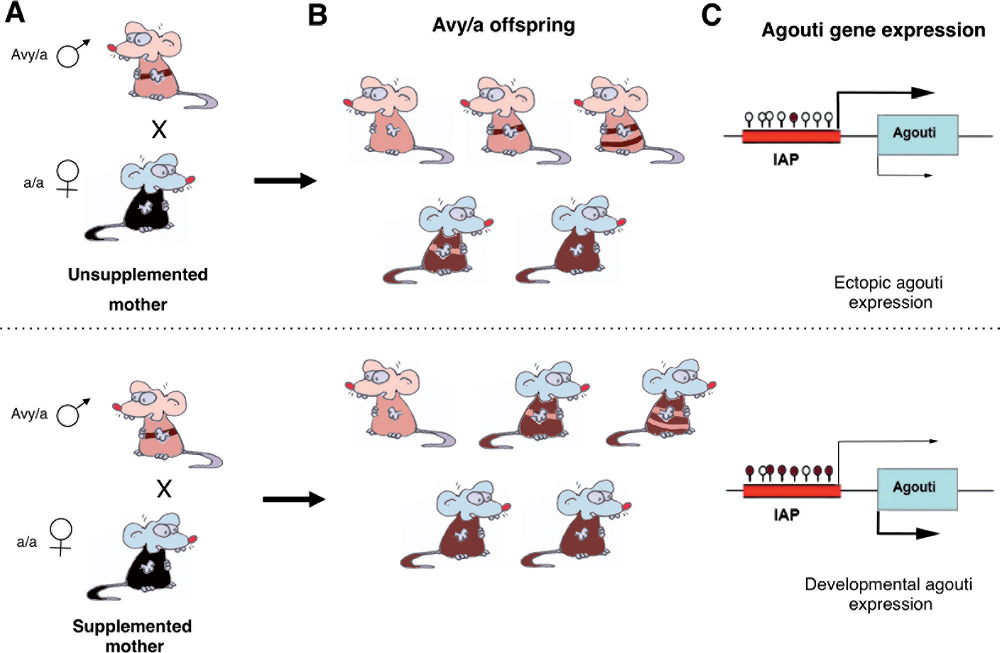 A
B
C
Avy/a offspring
Agouti gene expression
Avy/a
X
a/a
Unsupplemented
mother
Agouti
IAP
Ectopic agouti
expression
Avy/a
X
a/a
Supplemented
mother
Agouti
IAP
Developmental agouti
expression